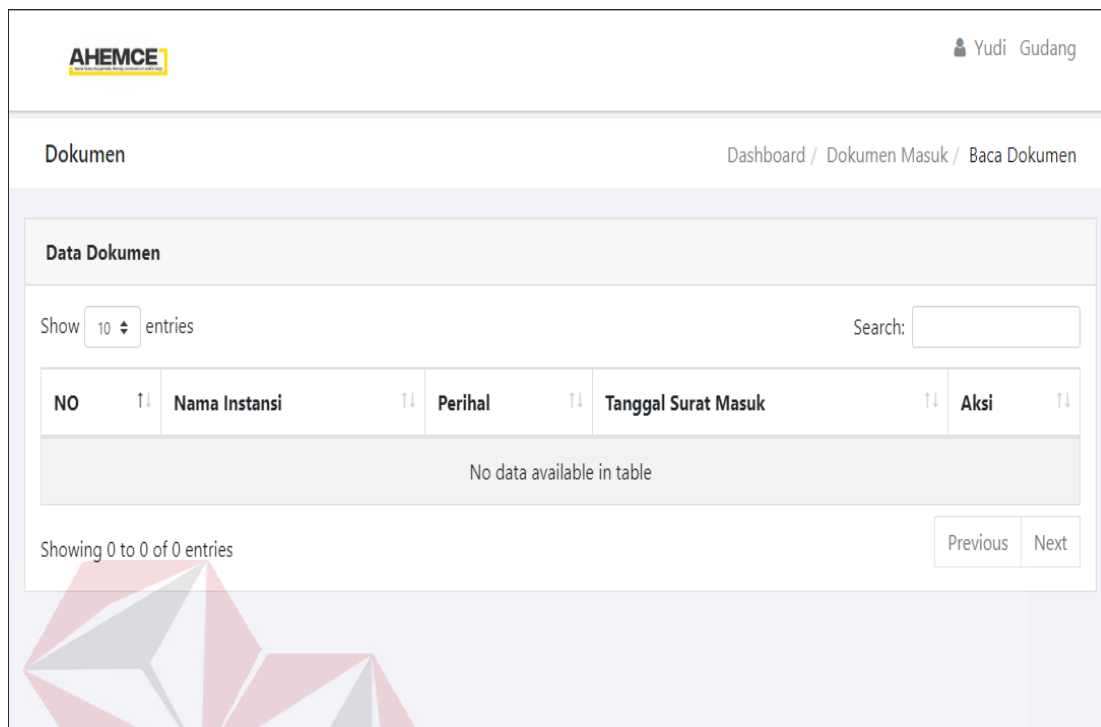 AHEMCE
Yudi Gudang
Dokumen
Dashboard / Dokumen Masuk / Baca Dokumen
Data Dokumen
Show 10 entries
Search:
NO Nama Instansi Perihal Tanggal Surat Masuk Aksi
No data available in table
Showing 0 to 0 of 0 entries
Previous Next